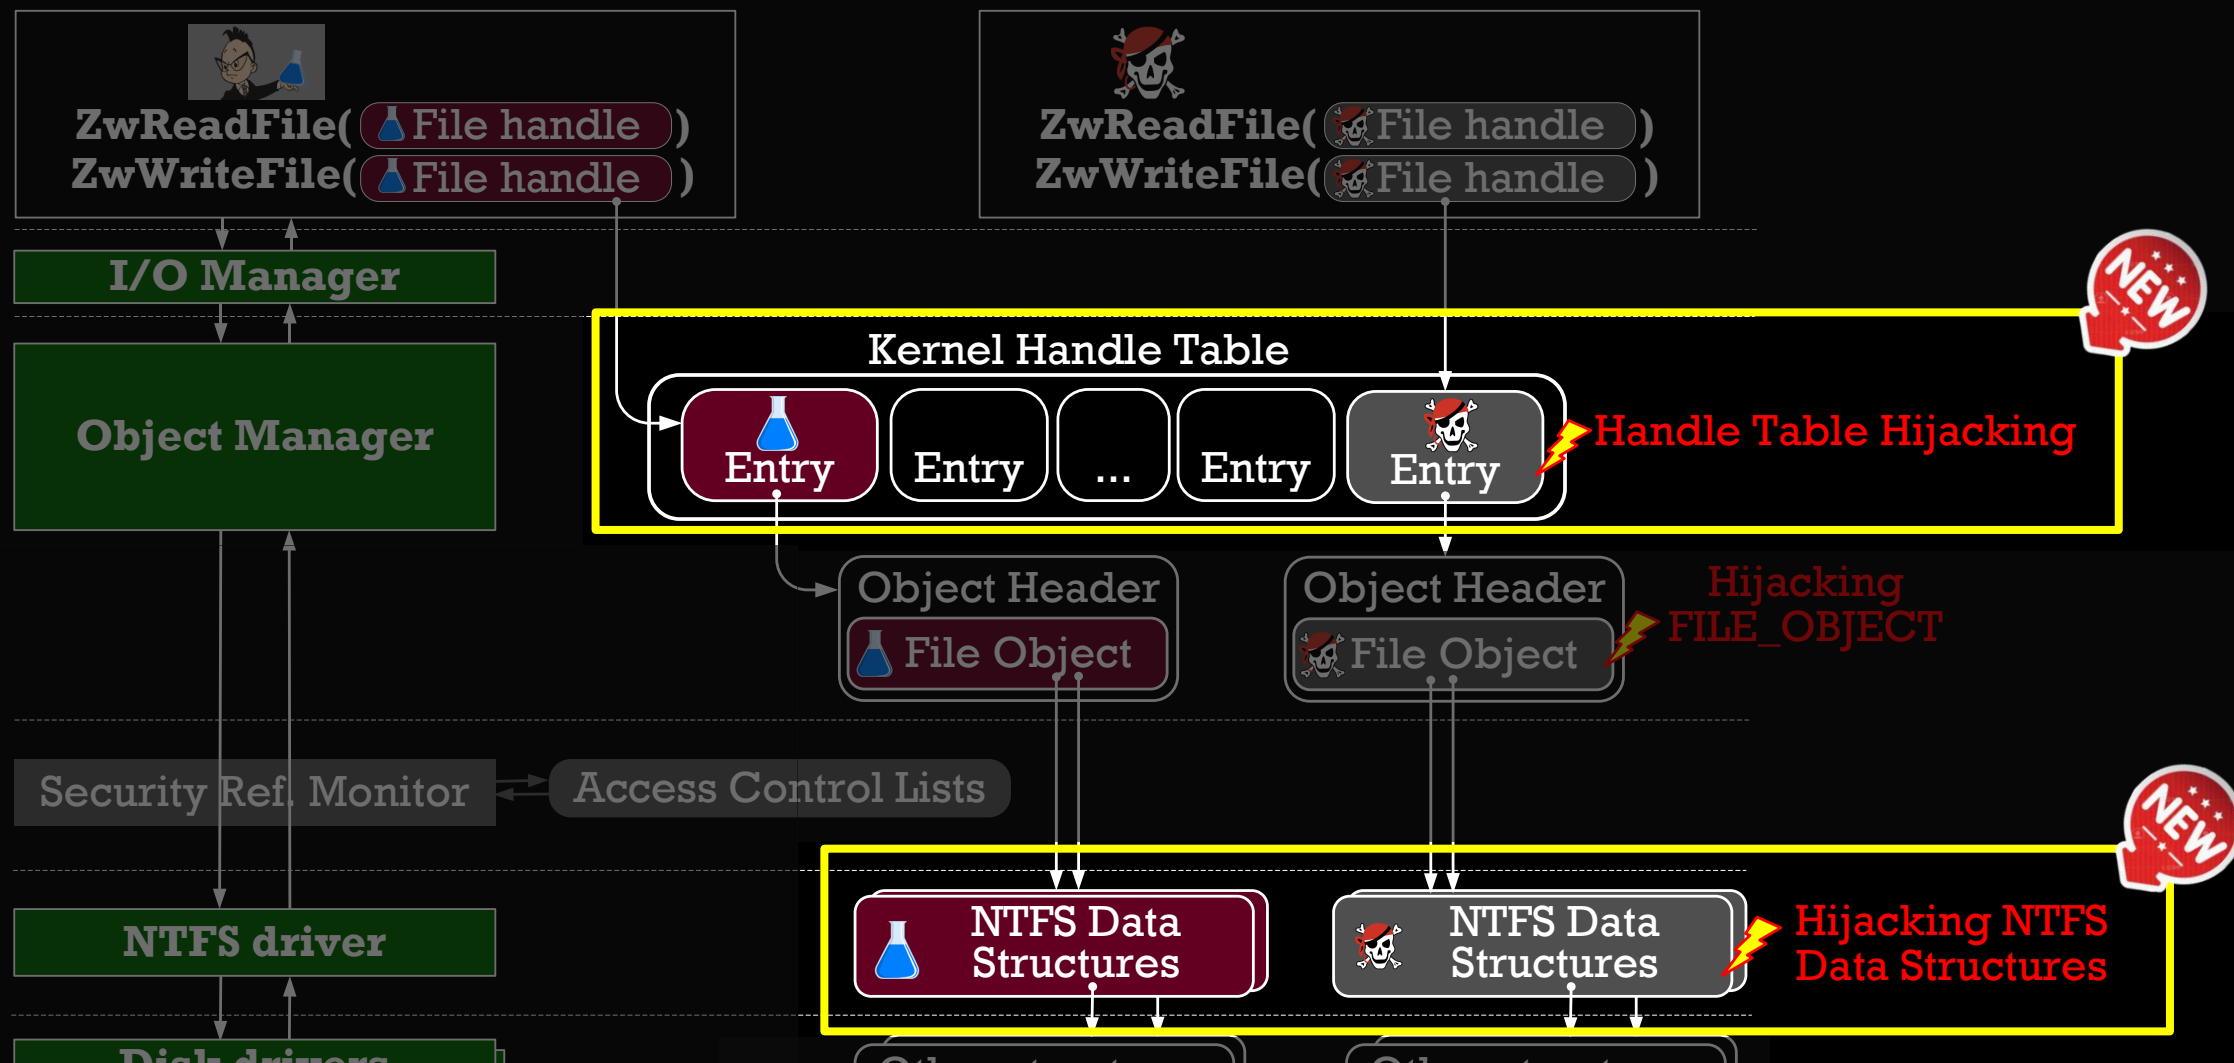 ZwReadFile( File handle )
ZwWriteFile( File handle )
ZwReadFile( File handle )
ZwWriteFile( File handle )
I/O Manager
NEW
Kernel Handle Table
Object Manager
Entry
Entry
...
Entry
Entry
Handle Table Hijacking
Object Header
File Object
Object Header
File Object
Hijacking
FILE_OBJECT
Security Ref. Monitor
Access Control Lists
NEW
NTFS driver
NTFS Data
Structures
NTFS Data
Structures
Hijacking NTFS
Data Structures
Disk drivers